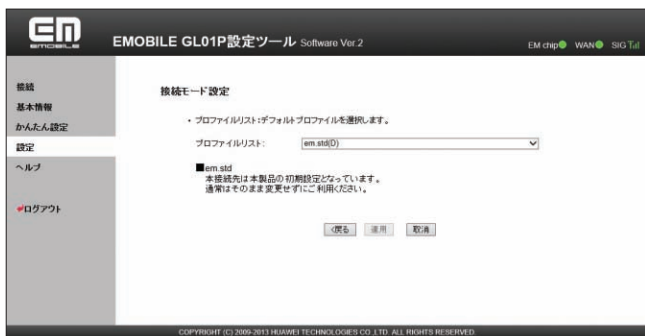 EM
EMOBILE
EMOBILE GL01P設定ツール Software Ver.2
EM chip WAN SIG
接続
基本情報
かんたん設定
設定
ヘルプ
ログアウト
接続モード設定
・プロファイルリスト:デフォルトプロファイルを選択します。
プロファイルリスト: em.std(D)
■em.std
本接続先は本製品の初期設定となっています。
通常はそのまま変更せずにご利用ください。
<戻る 適用 取消
COPYRIGHT (C) 2009-2013 HUAWEI TECHNOLOGIES CO.,LTD. ALL RIGHTS RESERVED.